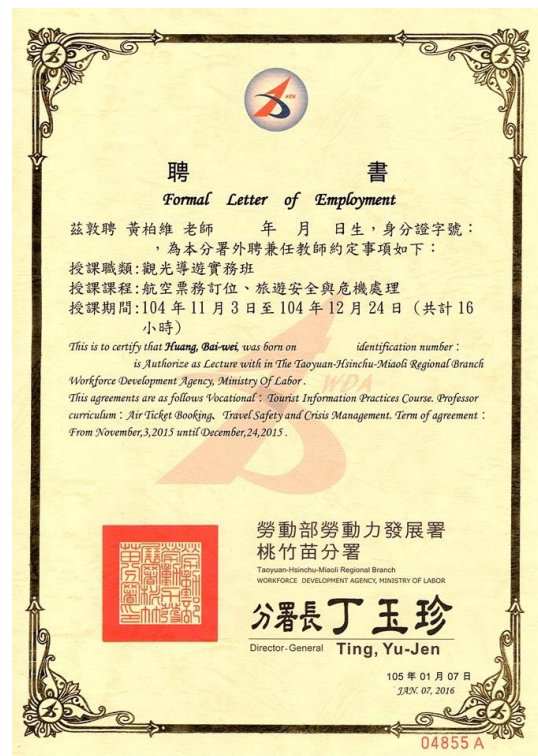 WDA
聘 書
Formal Letter of Employment
茲敦聘 黃柏維 老師 年 月 日生,身分證字號:
,為本分署外聘兼任教師約定事項如下:
授課職類:觀光導遊實務班
授課課程:航空票務訂位、旅遊安全與危機處理
授課期間:104 年 11 月 3 日至 104 年 12 月 24 日 (共計 16
小時)
This is to certify that Huang, Bai-wei, was born on identification number:
is Authorize as Lecture with in The Taoyuan-Hsinchu-Miaoli Regional Branch
Workforce Development Agency, Ministry Of Labor.
This agreements are as follows Vocational:Tourist Information Practices Course. Professor
curriculum:Air Ticket Booking、Travel Safety and Crisis Management. Term of agreement:
From November,3,2015 until December,24,2015.
WDA
勞動部勞動力發展署
桃竹苗分署
Taoyuan-Hsinchu-Miaoli Regional Branch
WORKFORCE DEVELOPMENT AGENCY, MINISTRY OF LABOR
分署長 丁玉珍
Director-General Ting, Yu-Jen
105 年 01 月 07 日
JAN. 07, 2016
04855 A